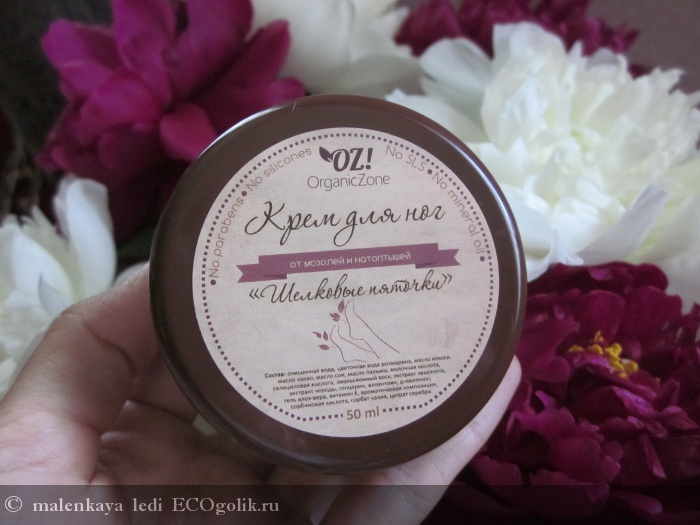 No parabens • No silicones
No SLS • No mineral oil
OZ!
OrganicZone
Крем для ног
от мозолей и натоптышей
«Шелковые пяточки»
Состав: очищенная вода, цветочная вода розмарина, масло кокоса,
масло какао, масло сои, масло пальмы, молочная кислота,
салициловая кислота, эмульсионный воск, экстракт эвкалипта,
экстракт череды, глицерин, аллантоин, д-пантенол,
гель алоэ-вера, витамин Е, ароматическая композиция,
сорбиновая кислота, сорбат калия, цитрат серебра
50 ml
© malenkaya ledi ECOgolik.ru